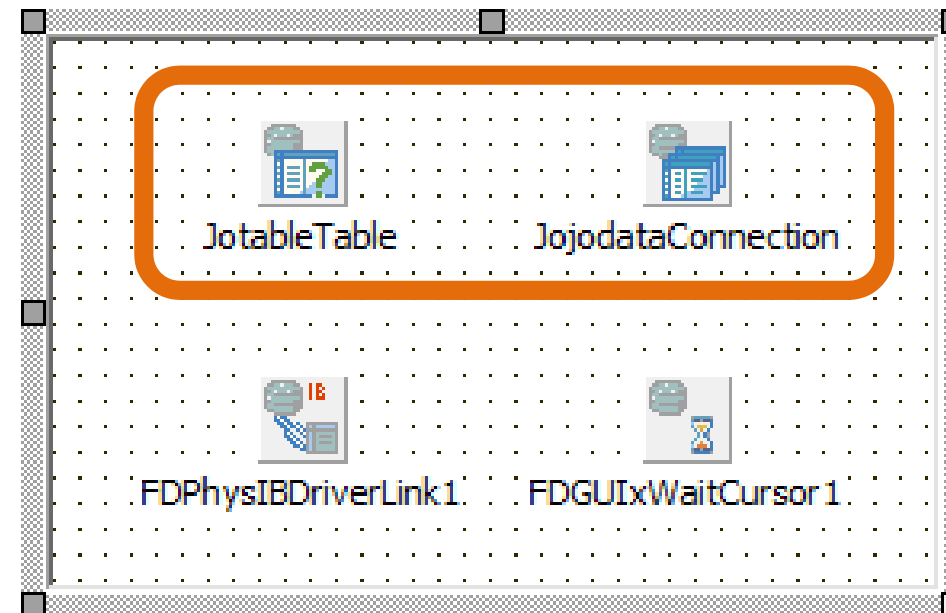 JotableTable
JojodataConnection
IB
FDPhysIBDriverLink1
FDGUIxWaitCursor1